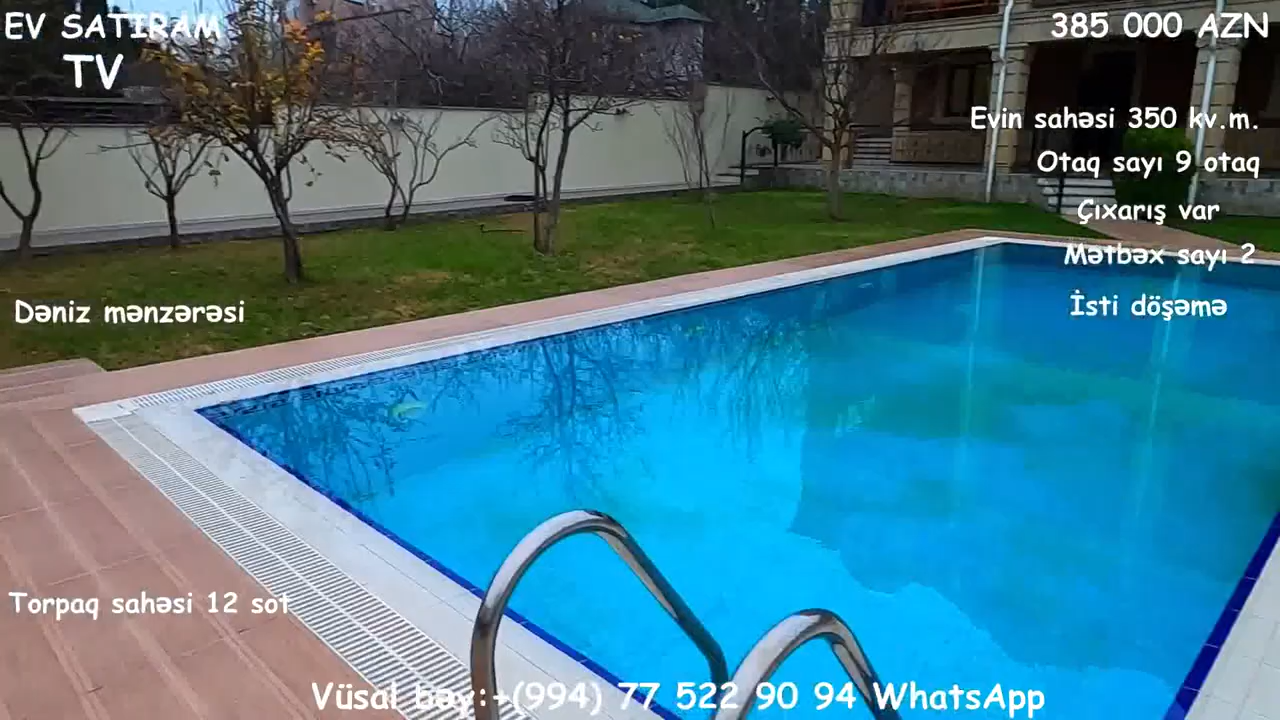 EV SATIRAM
TV
385 000 AZN
Evin sahəsi 350 kv.m.
Otaq sayı 9 otaq
Çıxarış var
Mətbəx sayı 2
İsti döşəmə
Dəniz mənzərəsi
Torpaq sahəsi 12 sot
Vüsal bəy:+(994) 77 522 90 94 WhatsApp